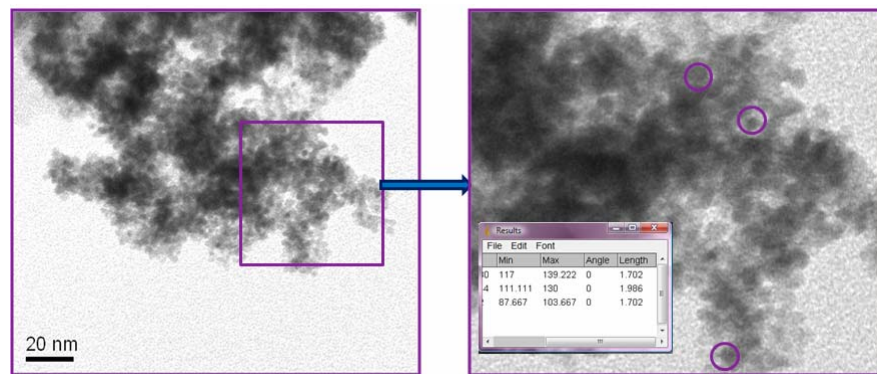 20 nm
Results
File Edit Font
Min Max Angle Length
117 139.222 0 1.702
111.111 130 0 1.986
87.667 103.667 0 1.702